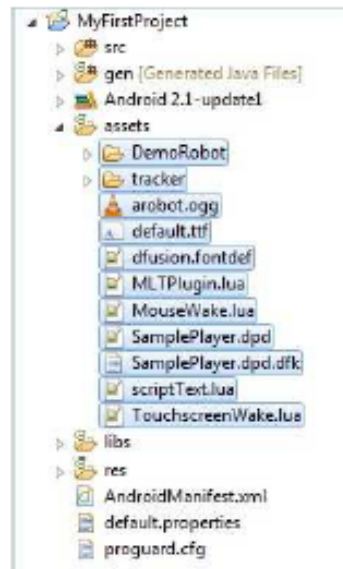 MyFirstProject
src
gen [Generated Java Files]
Android 2.1-update1
assets
DemoRobot
tracker
arobot.ogg
default.ttf
dfusion.fontdef
MLTPlugin.lua
MouseWake.lua
SamplePlayer.dpd
SamplePlayer.dpd.dfk
scriptText.lua
TouchscreenWake.lua
libs
res
AndroidManifest.xml
default.properties
proguard.cfg